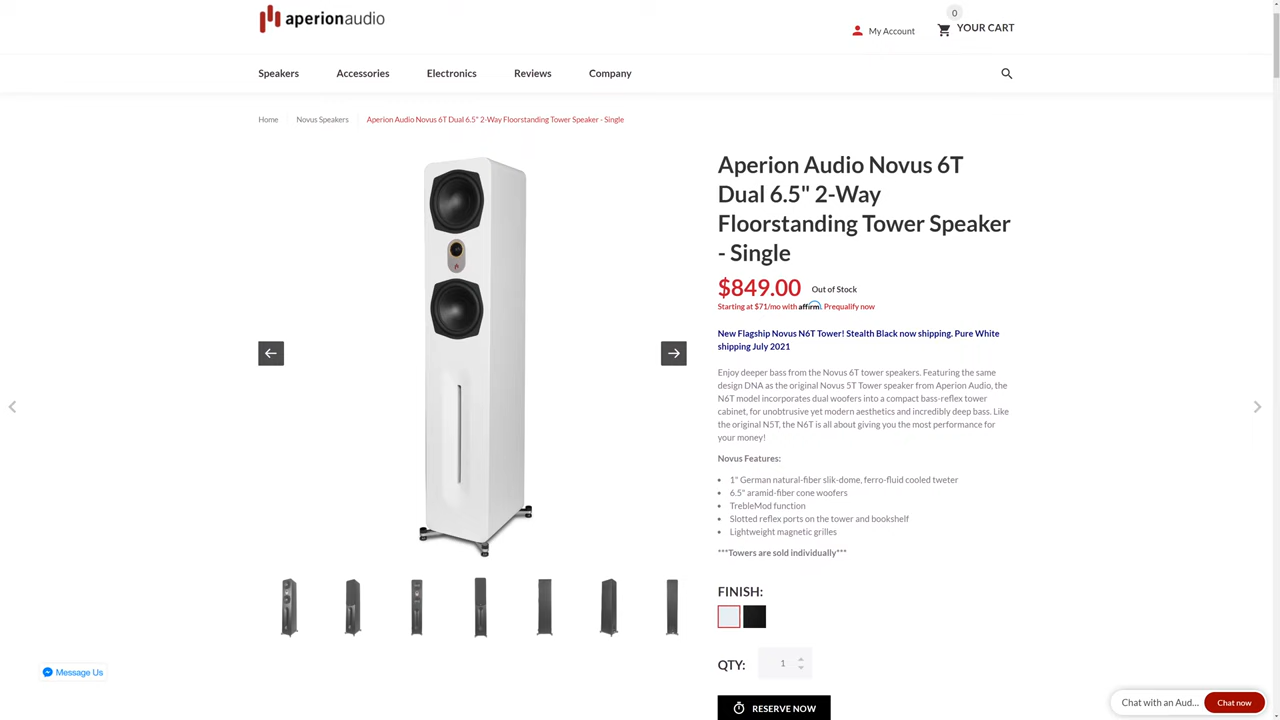 aperionaudio
0
My Account
YOUR CART
Speakers
Accessories
Electronics
Reviews
Company
Home
Novus Speakers
Aperion Audio Novus 6T Dual 6.5" 2-Way Floorstanding Tower Speaker - Single
Aperion Audio Novus 6T
Dual 6.5" 2-Way
Floorstanding Tower Speaker
- Single
$849.00 Out of Stock
Starting at $71/mo with affirm. Prequalify now
New Flagship Novus N6T Tower! Stealth Black now shipping. Pure White
shipping July 2021
Enjoy deeper bass from the Novus 6T tower speakers. Featuring the same
design DNA as the original Novus 5T Tower speaker from Aperion Audio, the
N6T model incorporates dual woofers into a compact bass-reflex tower
cabinet, for unobtrusive yet modern aesthetics and incredibly deep bass. Like
the original N5T, the N6T is all about giving you the most performance for
your money!
Novus Features:
• 1" German natural-fiber slik-dome, ferro-fluid cooled tweter
• 6.5" aramid-fiber cone woofers
• TrebleMod function
• Slotted reflex ports on the tower and bookshelf
• Lightweight magnetic grilles
***Towers are sold individually***
FINISH:
QTY: 1
RESERVE NOW
Message Us
Chat with an Aud...
Chat now